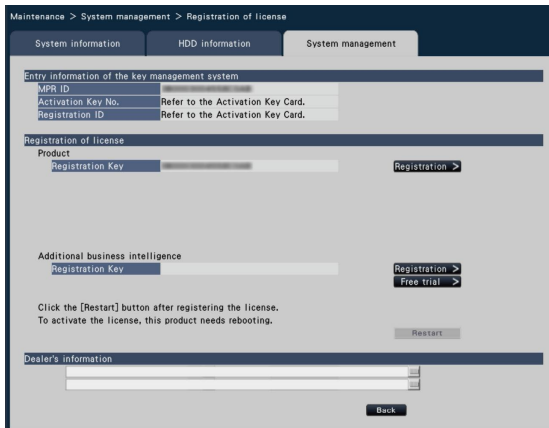 Maintenance > System management > Registration of license
System information HDD information System management
Entry information of the key management system
MPR ID
Activation Key No. Refer to the Activation Key Card.
Registration ID Refer to the Activation Key Card.
Registration of license
Product
Registration Key Registration >
Additional business intelligence
Registration Key Registration >
Free trial >
Click the [Restart] button after registering the license.
To activate the license, this product needs rebooting.
Restart
Dealer's information
Back